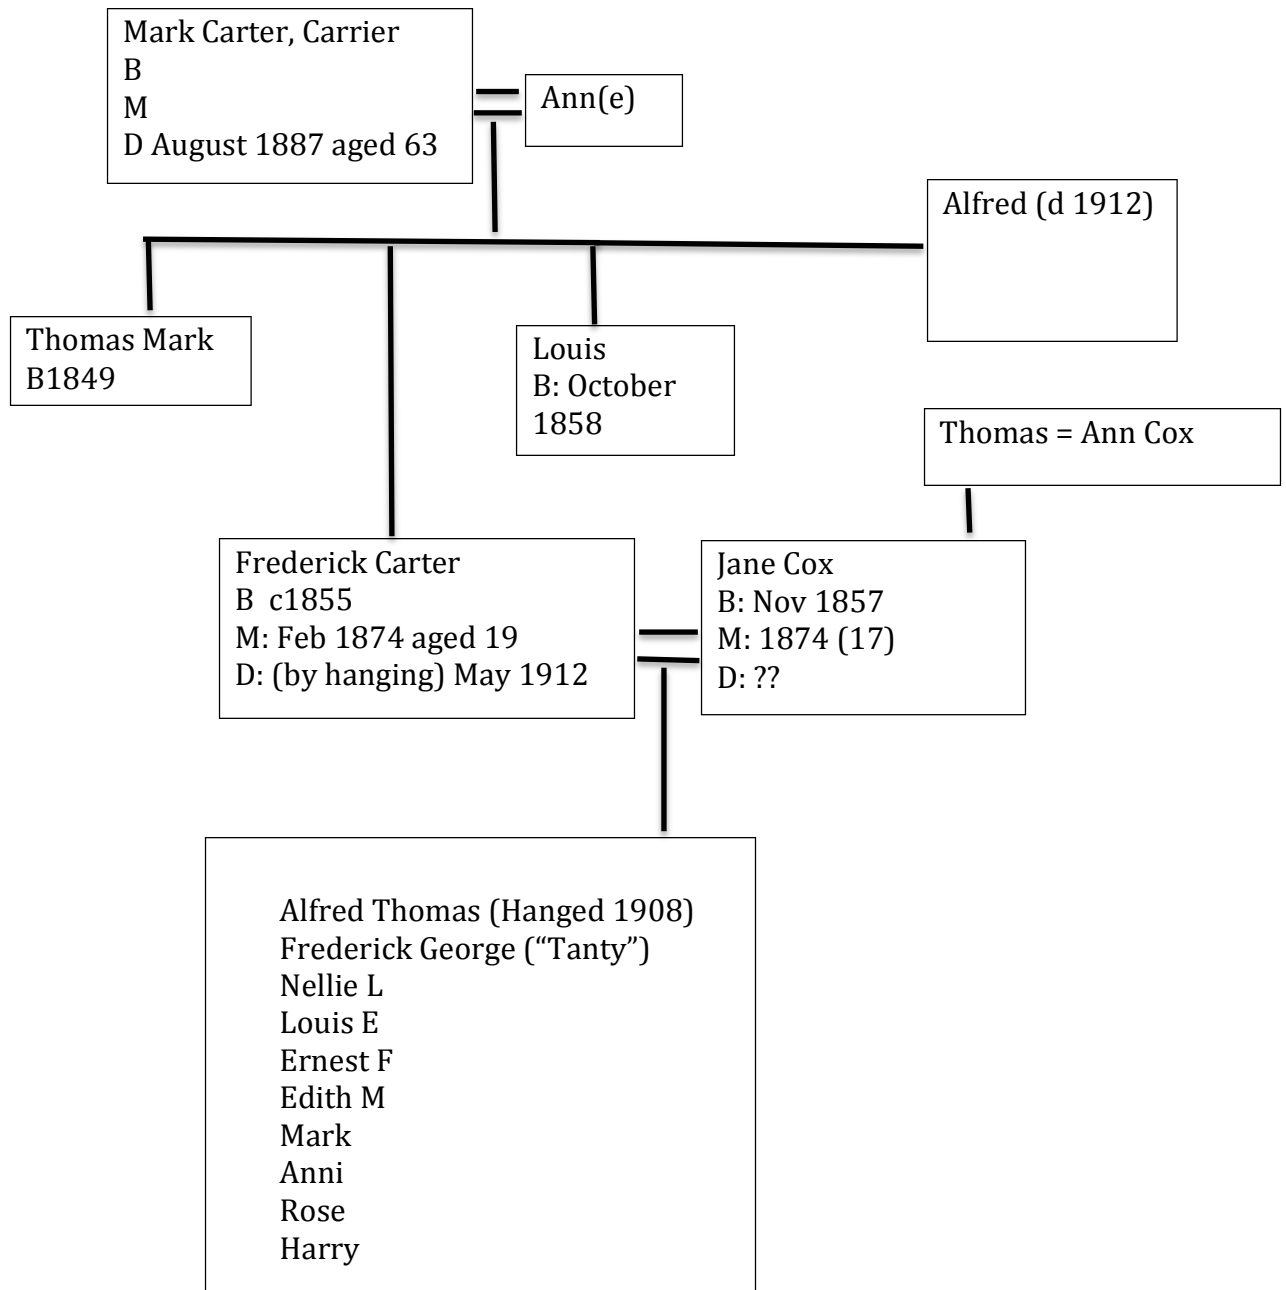 Mark Carter, Carrier
B
M
D August 1887 aged 63
Ann(e)
Alfred (d 1912)
Thomas Mark
B1849
Louis
B: October
1858
Thomas = Ann Cox
Frederick Carter
B  c1855
M: Feb 1874 aged 19
D: (by hanging) May 1912
Jane Cox
B: Nov 1857
M: 1874 (17)
D: ??
Alfred Thomas (Hanged 1908)
Frederick George (“Tanty”)
Nellie L
Louis E
Ernest F
Edith M
Mark
Anni
Rose
Harry